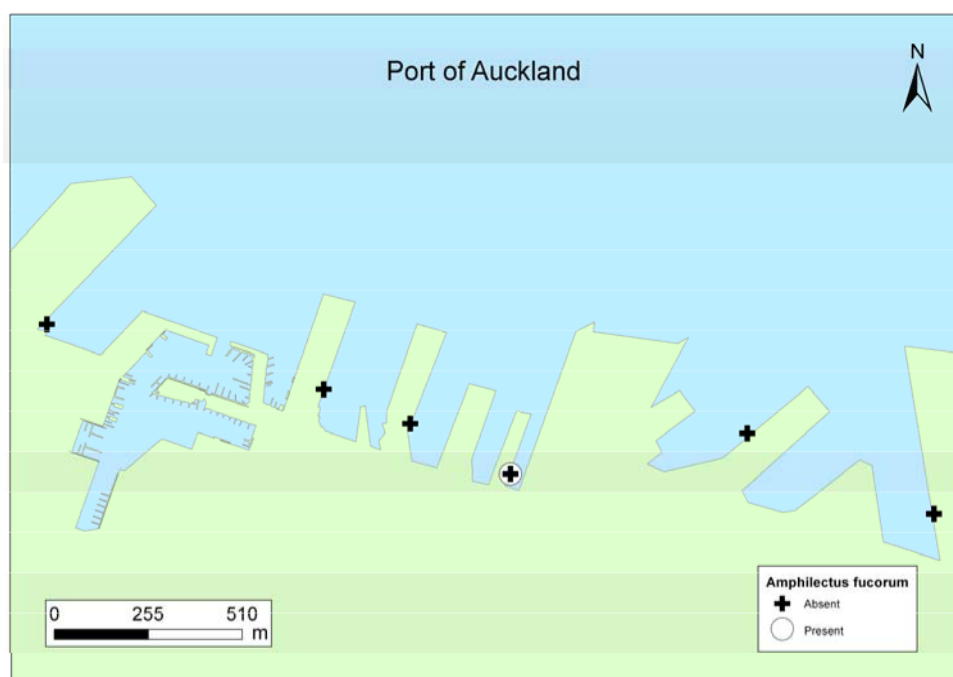 Port of Auckland
N
0 255 510
m
Amphilectus fucorum
Absent
Present